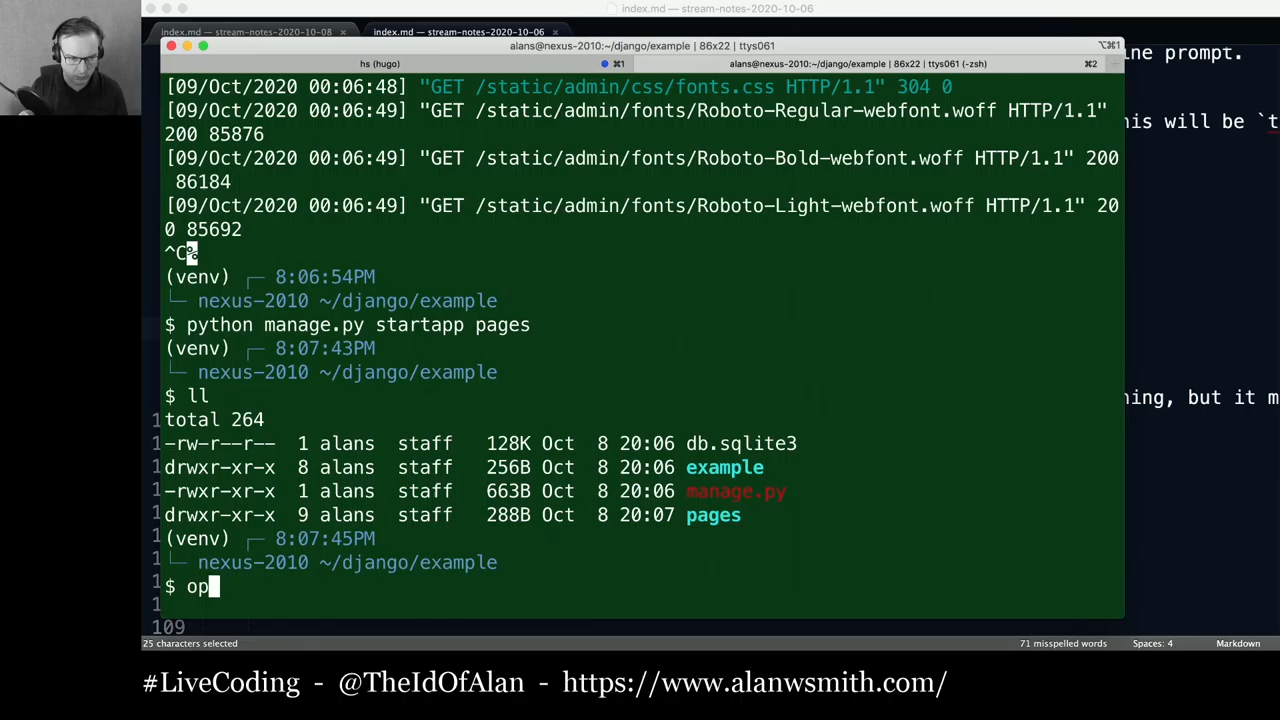 index.md — stream-notes-2020-10-06
index.md — stream-notes-2020-10-08 ×
index.md — stream-notes-2020-10-06 ×
alans@nexus-2010:~/django/example | 86x22 | ttys061
⌥⌘1
hs (hugo)
⌘1
alans@nexus-2010:~/django/example | 86x22 | ttys061 (-zsh)
⌘2
ine prompt.
[09/Oct/2020 00:06:48] "GET /static/admin/css/fonts.css HTTP/1.1" 304 0
[09/Oct/2020 00:06:49] "GET /static/admin/fonts/Roboto-Regular-webfont.woff HTTP/1.1"
his will be `t
200 85876
[09/Oct/2020 00:06:49] "GET /static/admin/fonts/Roboto-Bold-webfont.woff HTTP/1.1" 200
86184
[09/Oct/2020 00:06:49] "GET /static/admin/fonts/Roboto-Light-webfont.woff HTTP/1.1" 20
0 85692
^C%
(venv) ┌─ 8:06:54PM
└─ nexus-2010 ~/django/example
$ python manage.py startapp pages
(venv) ┌─ 8:07:43PM
└─ nexus-2010 ~/django/example
$ ll
hing, but it m
total 264
-rw-r--r-- 1 alans staff 128K Oct 8 20:06 db.sqlite3
drwxr-xr-x 8 alans staff 256B Oct 8 20:06 example
-rwxr-xr-x 1 alans staff 663B Oct 8 20:06 manage.py
drwxr-xr-x 9 alans staff 288B Oct 8 20:07 pages
(venv) ┌─ 8:07:45PM
└─ nexus-2010 ~/django/example
$ op
109
25 characters selected
71 misspelled words
Spaces: 4
Markdown
#LiveCoding - @TheIdOfAlan - https://www.alanwsmith.com/